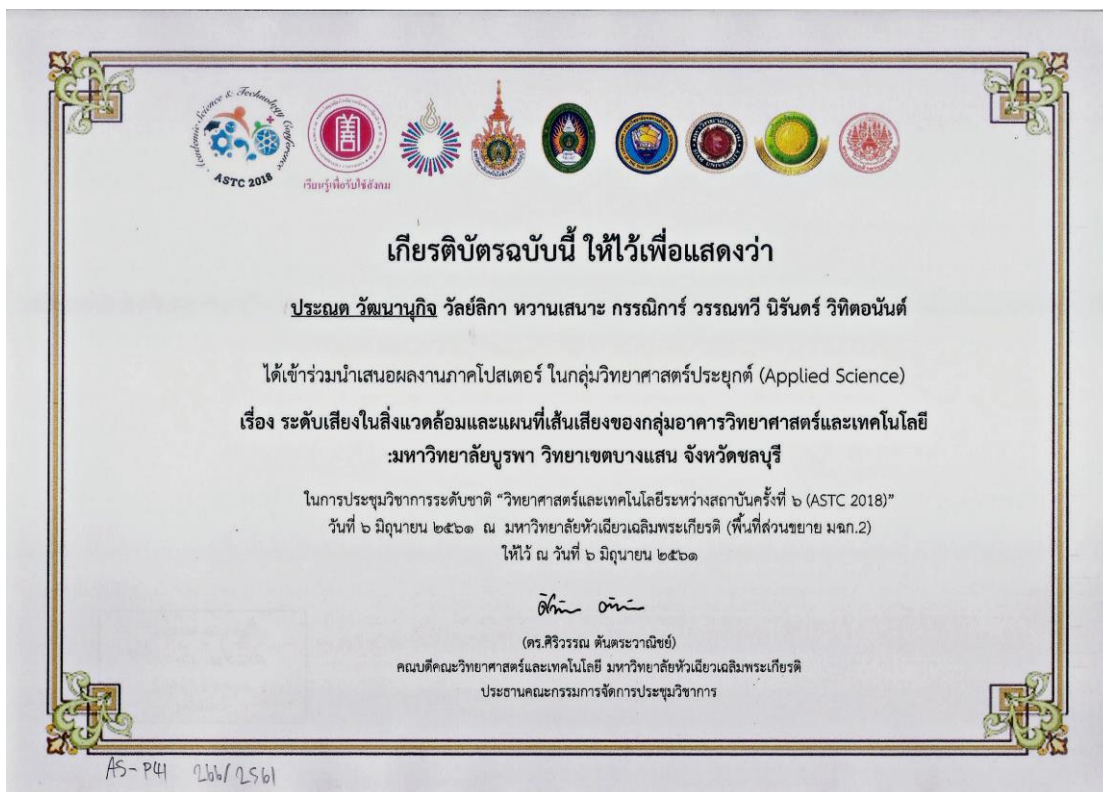 Academic Science & Technology Conference
ASTC 2018
เรียนรู้เพื่อรับใช้สังคม
เกียรติบัตรฉบับนี้ ให้ไว้เพื่อแสดงว่า
ประณต วัฒนานุกิจ วัลย์ลิกา หวานเสนาะ กรรณิการ์ วรรณทวี นิรันดร์ วิทิตอนันต์
ได้เข้าร่วมนำเสนอผลงานภาคโปสเตอร์ ในกลุ่มวิทยาศาสตร์ประยุกต์ (Applied Science)
เรื่อง ระดับเสียงในสิ่งแวดล้อมและแผนที่เส้นเสียงของกลุ่มอาคารวิทยาศาสตร์และเทคโนโลยี
:มหาวิทยาลัยบูรพา วิทยาเขตบางแสน จังหวัดชลบุรี
ในการประชุมวิชาการระดับชาติ “วิทยาศาสตร์และเทคโนโลยีระหว่างสถาบันครั้งที่ ๖ (ASTC 2018)”
วันที่ ๖ มิถุนายน ๒๕๖๑ ณ มหาวิทยาลัยหัวเฉียวเฉลิมพระเกียรติ (พื้นที่ส่วนขยาย มฉก.2)
ให้ไว้ ณ วันที่ ๖ มิถุนายน ๒๕๖๑
(ดร.ศิริวรรณ ตันตระวาณิชย์)
คณบดีคณะวิทยาศาสตร์และเทคโนโลยี มหาวิทยาลัยหัวเฉียวเฉลิมพระเกียรติ
ประธานคณะกรรมการจัดการประชุมวิชาการ
AS-P41 266/2561